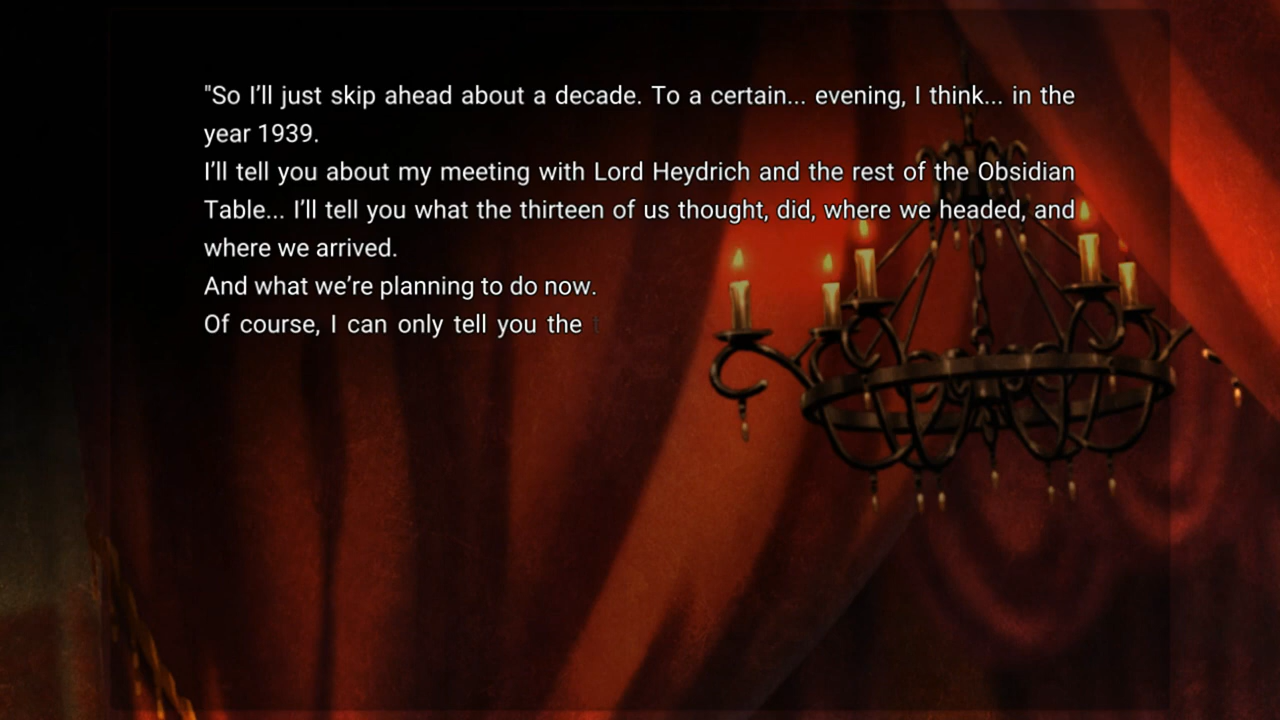 "So I’ll just skip ahead about a decade. To a certain... evening, I think... in the
year 1939.
I’ll tell you about my meeting with Lord Heydrich and the rest of the Obsidian
Table... I’ll tell you what the thirteen of us thought, did, where we headed, and
where we arrived.
And what we’re planning to do now.
Of course, I can only tell you the t